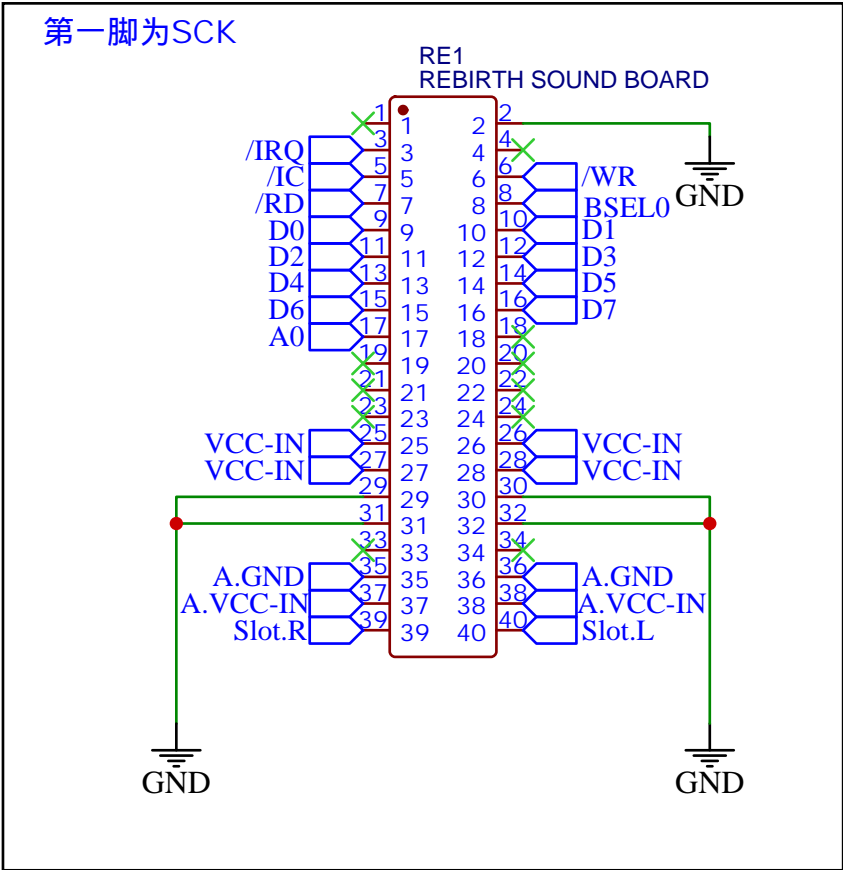 第一脚为SCK
RE1
REBIRTH SOUND BOARD
1 1 2 2
/IRQ 3 3 4 4 GND
/IC 5 5 6 6 /WR
/RD 7 7 8 8 BSEL0
D0 9 9 10 10 D1
D2 11 11 12 12 D3
D4 13 13 14 14 D5
D6 15 15 16 16 D7
A0 17 17 18 18
19 19 20 20
21 21 22 22
23 23 24 24
VCC-IN 25 25 26 26 VCC-IN
VCC-IN 27 27 28 28 VCC-IN
29 29 30 30
31 31 32 32
33 33 34 34
A.GND 35 35 36 36 A.GND
A.VCC-IN 37 37 38 38 A.VCC-IN
Slot.R 39 39 40 40 Slot.L
GND GND